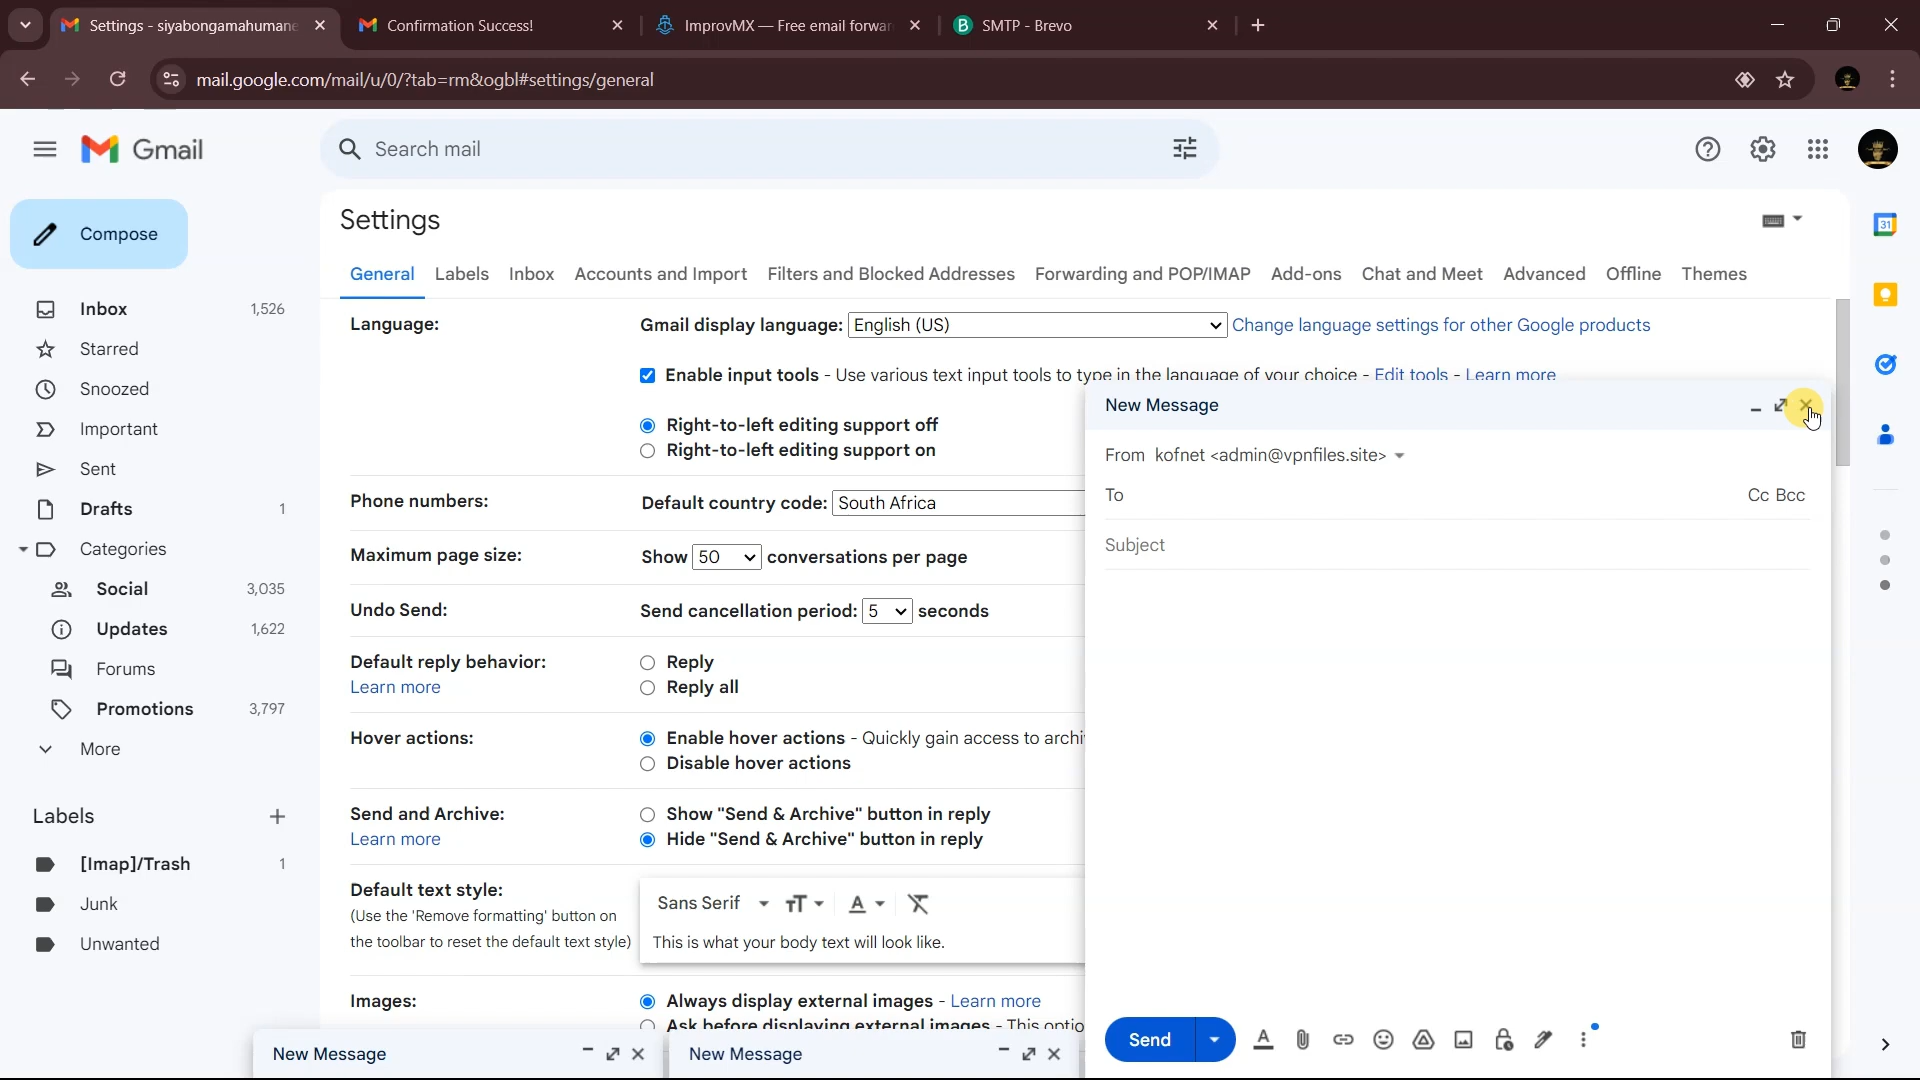 Settings - siyabongamahumane
Confirmation Success!
ImprovMX — Free email forwar
SMTP - Brevo
mail.google.com/mail/u/0/?tab=rm&ogbl#settings/general
Gmail
Search mail
Compose
Settings
General Labels Inbox Accounts and Import Filters and Blocked Addresses Forwarding and POP/IMAP Add-ons Chat and Meet Advanced Offline Themes
Inbox 1,526
Starred
Snoozed
Important
Sent
Drafts 1
Categories
Social 3,035
Updates 1,622
Forums
Promotions 3,797
More
Labels
[Imap]/Trash 1
Junk
Unwanted
Language:
Gmail display language: English (US) Change language settings for other Google products
Enable input tools - Use various text input tools to type in the language of your choice - Edit tools - Learn more
Right-to-left editing support off
Right-to-left editing support on
Phone numbers:
Default country code: South Africa
Maximum page size:
Show 50 conversations per page
Undo Send:
Send cancellation period: 5 seconds
Default reply behavior:
Learn more
Reply
Reply all
Hover actions:
Enable hover actions - Quickly gain access to archi
Disable hover actions
Send and Archive:
Learn more
Show "Send & Archive" button in reply
Hide "Send & Archive" button in reply
Default text style:
(Use the 'Remove formatting' button on
the toolbar to reset the default text style)
Sans Serif
This is what your body text will look like.
Images:
Always display external images - Learn more
Ask before displaying external images - This optio
New Message
From kofnet <admin@vpnfiles.site>
To
Cc Bcc
Subject
Send
New Message
New Message
31